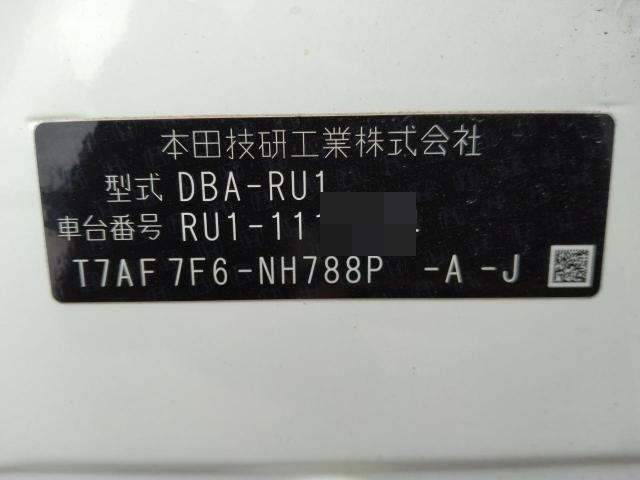 本田技研工業株式会社
型式 DBA-RU1
車台番号 RU1-111
T7AF 7F6-NH788P -A -J